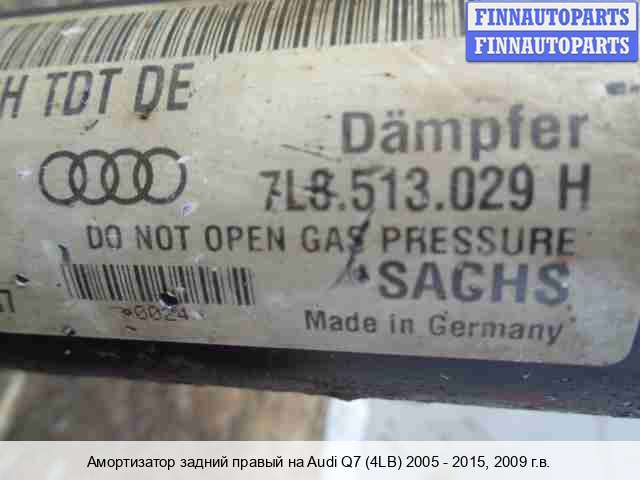 FINNAUTOPARTS
FINNAUTOPARTS
H TDT DE
Dämpfer
7L8.513.029 H
DO NOT OPEN GAS PRESSURE
SACHS
0024
Made in Germany
Амортизатор задний правый на Audi Q7 (4LB) 2005 - 2015, 2009 г.в.